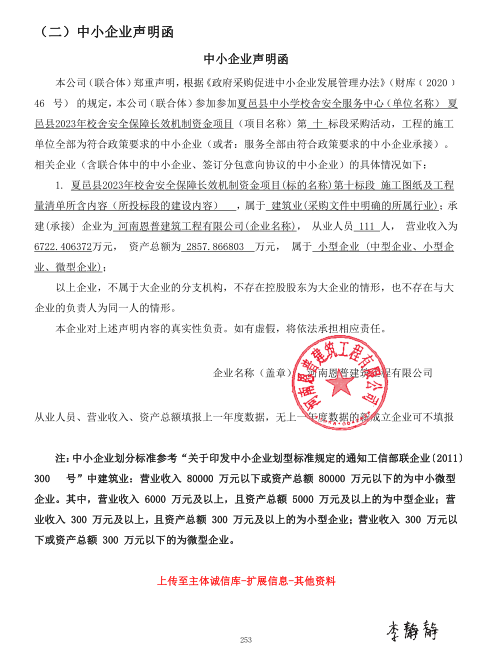 （二）中小企业声明函
中小企业声明函
本公司（联合体）郑重声明，根据《政府采购促进中小企业发展管理办法》（财库﹝2020﹞
46 号）的规定，本公司（联合体）参加参加夏邑县中小学校舍安全服务中心（单位名称） 夏
邑县2023年校舍安全保障长效机制资金项目（项目名称）第 十 标段采购活动，工程的施工
单位全部为符合政策要求的中小企业（或者：服务全部由符合政策要求的中小企业承接）。
相关企业（含联合体中的中小企业、签订分包意向协议的中小企业）的具体情况如下：
1. 夏邑县2023年校舍安全保障长效机制资金项目(标的名称)第十标段 施工图纸及工程
量清单所含内容（所投标段的建设内容） ，属于 建筑业(采购文件中明确的所属行业)；承
建(承接) 企业为 河南恩普建筑工程有限公司(企业名称)， 从业人员 111 人， 营业收入为
6722.406372万元， 资产总额为 2857.866803 万元， 属于 小型企业 (中型企业、小型企
业、微型企业)；
以上企业，不属于大企业的分支机构，不存在控股股东为大企业的情形，也不存在与大
企业的负责人为同一人的情形。
本企业对上述声明内容的真实性负责。如有虚假，将依法承担相应责任。
企业名称（盖章）：河南恩普建筑工程有限公司
河南恩普建筑工程有限公司
从业人员、营业收入、资产总额填报上一年度数据，无上一年度数据的新成立企业可不填报
注：中小企业划分标准参考“关于印发中小企业划型标准规定的通知工信部联企业〔2011〕
300 号”中建筑业：营业收入 80000 万元以下或资产总额 80000 万元以下的为中小微型
企业。其中，营业收入 6000 万元及以上，且资产总额 5000 万元及以上的为中型企业；营
业收入 300 万元及以上，且资产总额 300 万元及以上的为小型企业；营业收入 300 万元以
下或资产总额 300 万元以下的为微型企业。
上传至主体诚信库-扩展信息-其他资料
李静静
253